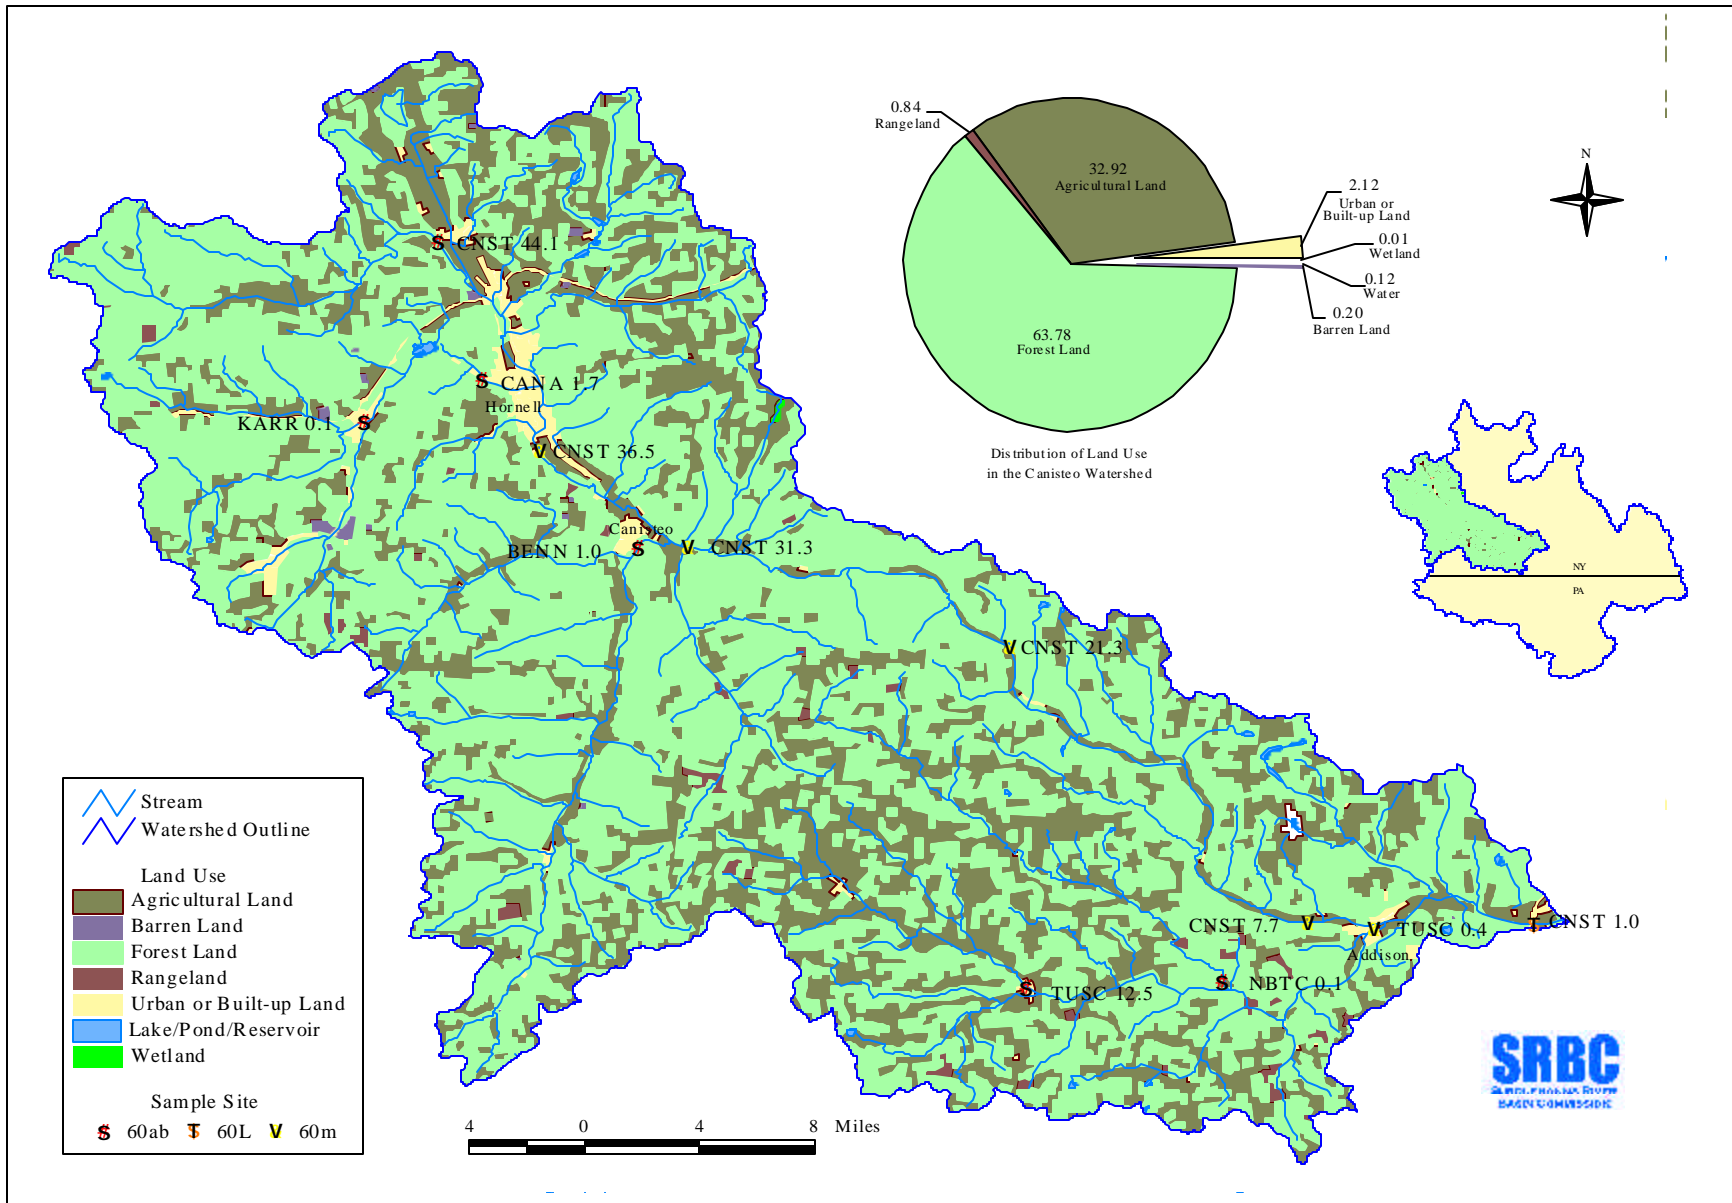 0.84
Rangeland
32.92
Agricultural Land
2.12
Urban or
Built-up Land
0.01
Wetland
0.12
Water
0.20
Barren Land
63.78
Forest Land
Distribution of Land Use
in the Canisteo Watershed
N
CNST 44.1
CANA 1.7
Hornell
KARR 0.1
CNST 36.5
Canisteo
BENN 1.0
CNST 31.3
CNST 21.3
NY
PA
CNST 7.7
TUSC 0.4
CNST 1.0
Addison
TUSC 12.5
NBTC 0.1
Stream
Watershed Outline
Land Use
Agricultural Land
Barren Land
Forest Land
Rangeland
Urban or Built-up Land
Lake/Pond/Reservoir
Wetland
Sample Site
S 60ab T 60L V 60m
4 0 4 8 Miles
SRBC
SUSQUEHANNA RIVER
BASIN COMMISSION